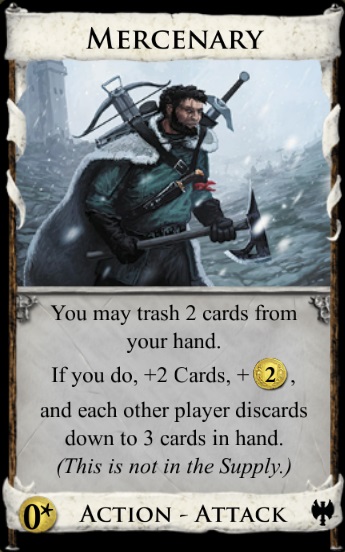 MERCENARY
You may trash 2 cards from
your hand.
If you do, +2 Cards, +2,
and each other player discards
down to 3 cards in hand.
(This is not in the Supply.)
0* ACTION - ATTACK